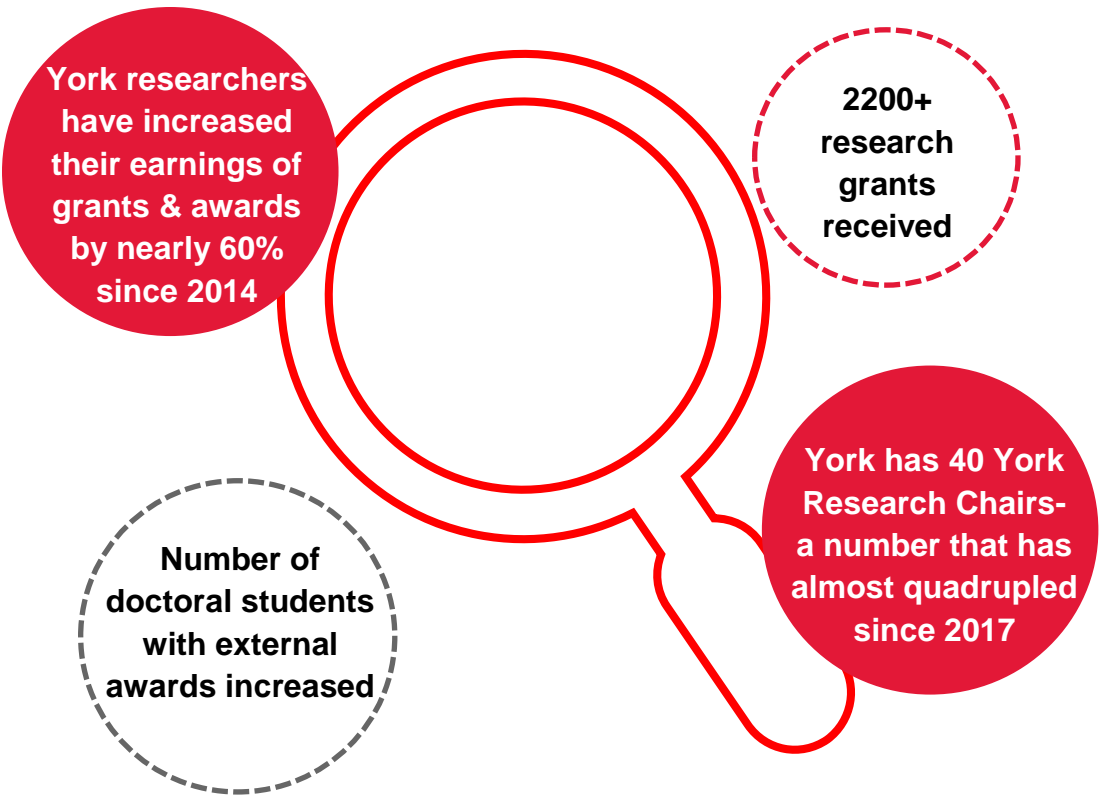 York researchers
have increased
their earnings of
grants & awards
by nearly 60%
since 2014
2200+
research
grants
received
York has 40 York
Research Chairs-
a number that has
almost quadrupled
since 2017
Number of
doctoral students
with external
awards increased